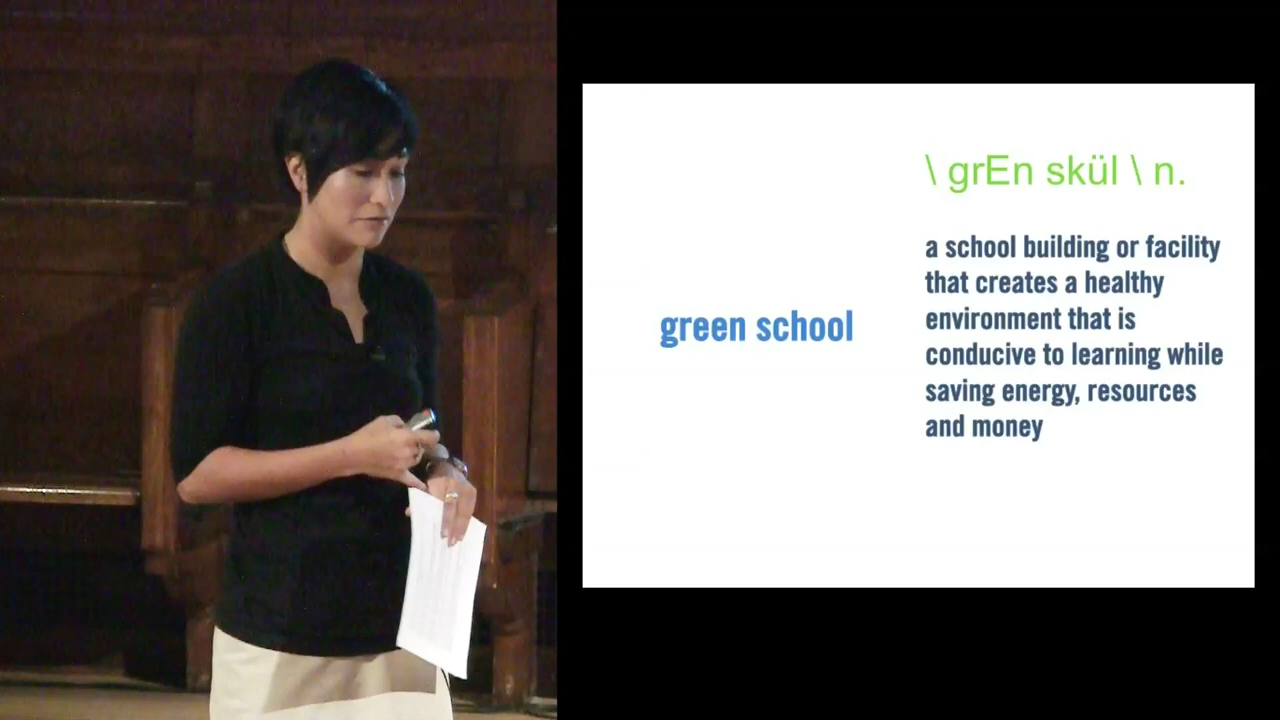 green school
\ grEn skül \ n.
a school building or facility
that creates a healthy
environment that is
conducive to learning while
saving energy, resources
and money